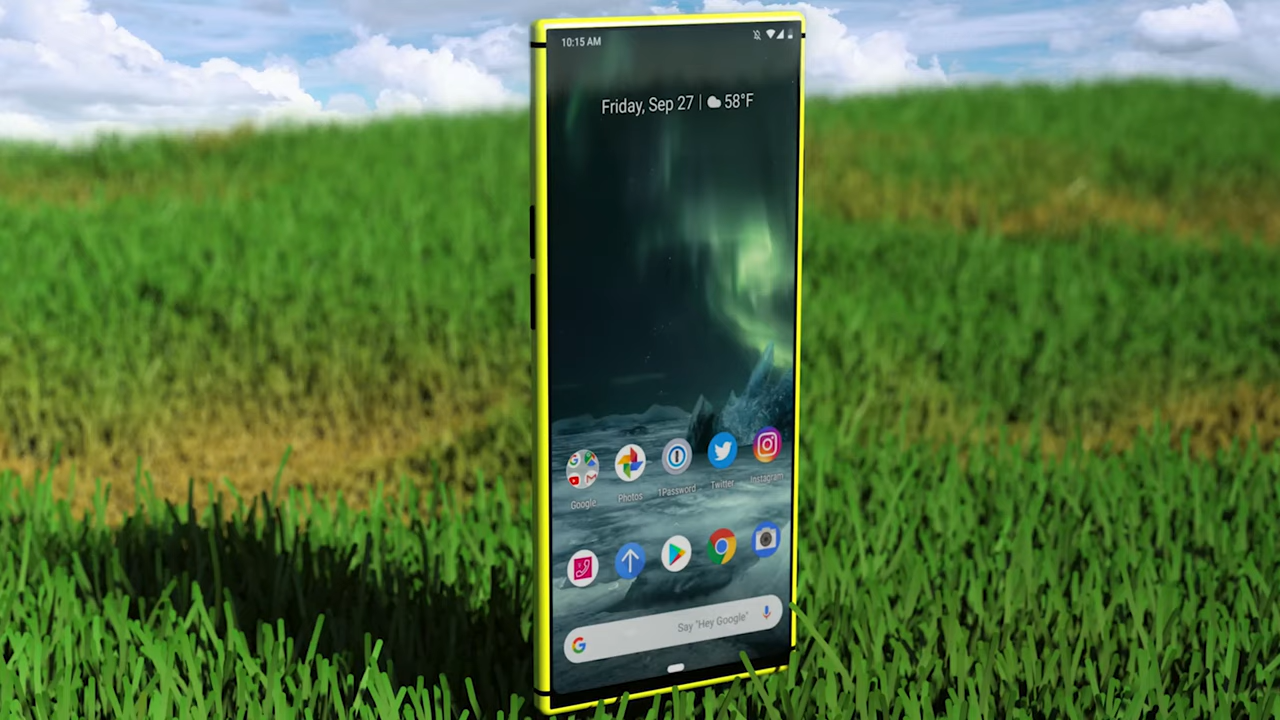 10:15 AM
Friday, Sep 27 | 58°F
Google
Photos
1Password
Twitter
Instagram
Say "Hey Google"